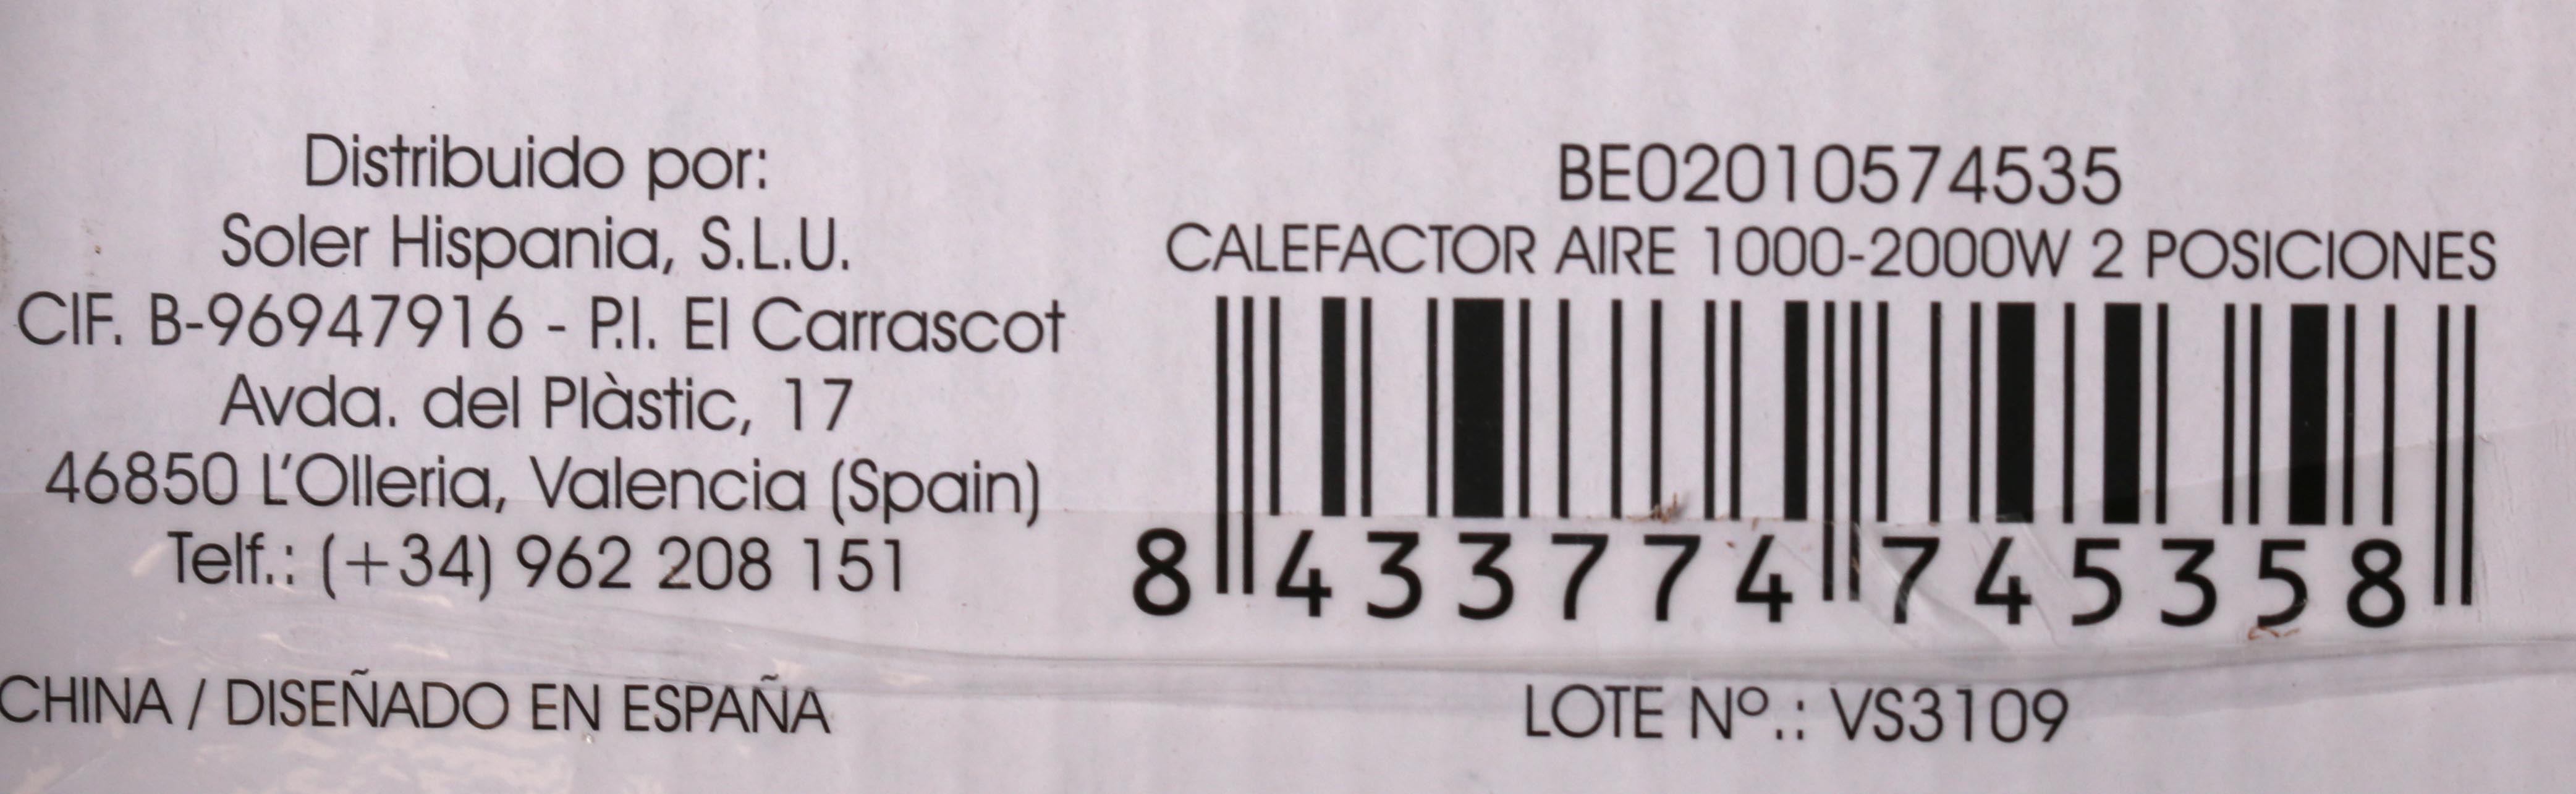 Distribuido por:
Soler Hispania, S.L.U.
CIF. B-96947916 - P.I. El Carrascot
Avda. del Plàstic, 17
46850 L'Olleria, Valencia (Spain)
Telf.: (+34) 962 208 151
CHINA / DISEÑADO EN ESPAÑA
BE02010574535
CALEFACTOR AIRE 1000-2000W 2 POSICIONES
8 433774 745358
LOTE Nº.: VS3109